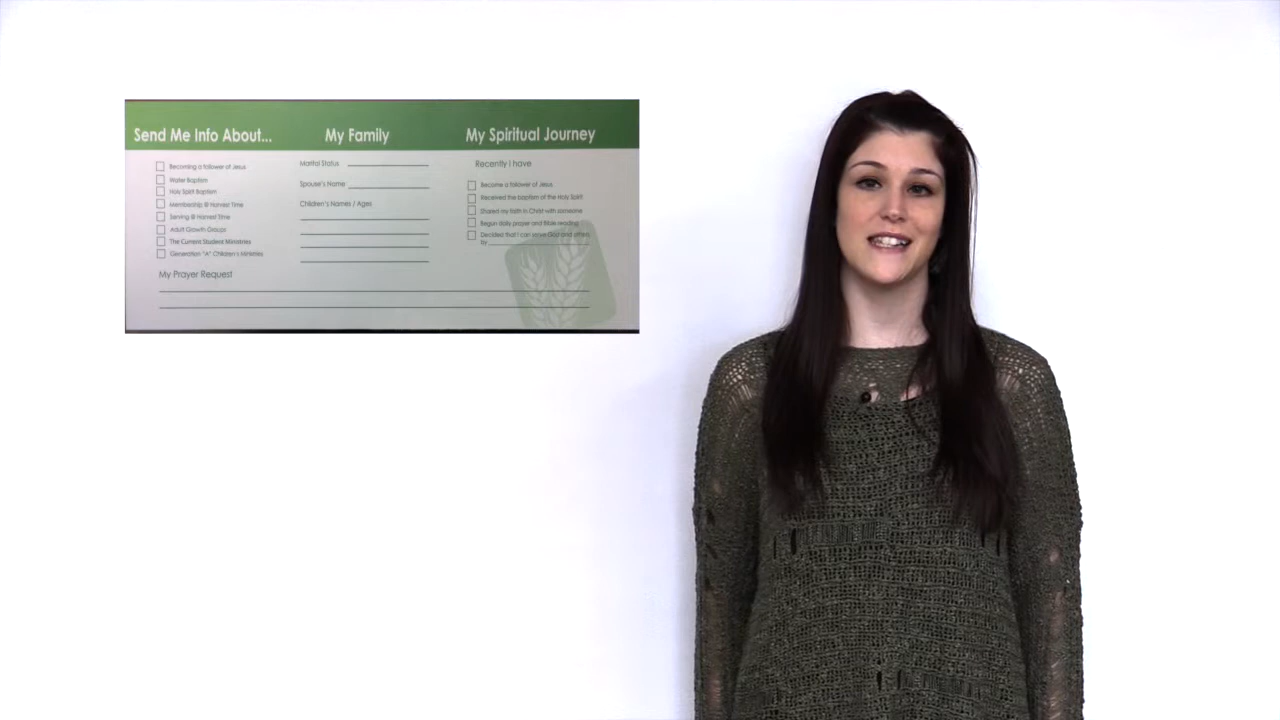 Send Me Info About...
Becoming a follower of Jesus
Water Baptism
Holy Spirit Baptism
Membership @ Harvest Time
Serving @ Harvest Time
Adult Growth Groups
The Current Student Ministries
Generation "A" Children's Ministries
My Family
Marital Status
Spouse's Name
Children's Names / Ages
My Spiritual Journey
Recently I have
Become a follower of Jesus
Received the baptism of the Holy Spirit
Shared my faith in Christ with someone
Began daily prayer and Bible reading
Decided that I can serve God and others
by
My Prayer Request